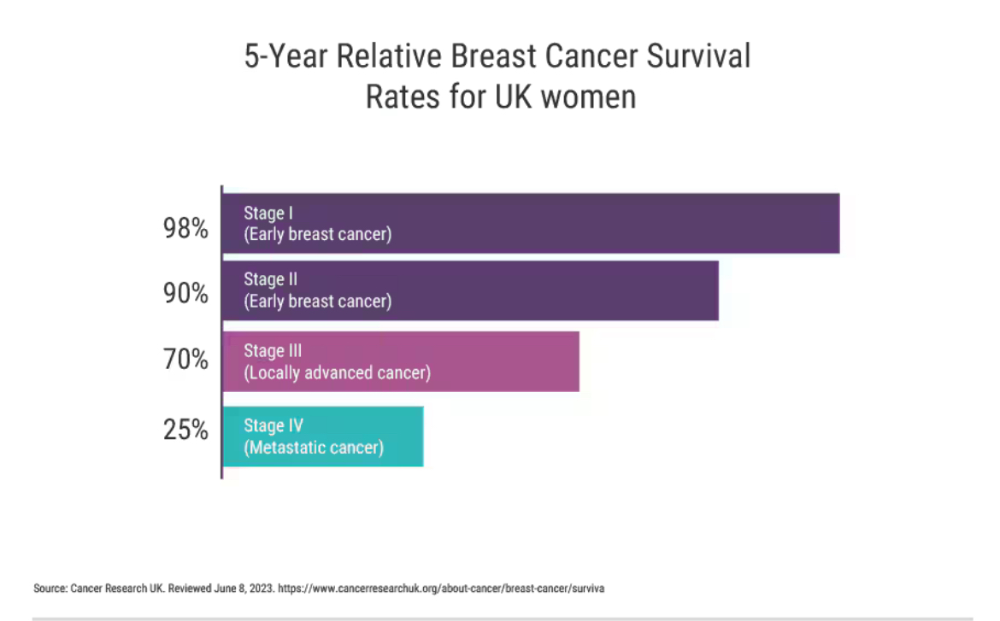 5-Year Relative Breast Cancer Survival
Rates for UK women
98%
Stage I
(Early breast cancer)
90%
Stage II
(Early breast cancer)
70%
Stage III
(Locally advanced cancer)
25%
Stage IV
(Metastatic cancer)
Source: Cancer Research UK. Reviewed June 8, 2023. https://www.cancerresearchuk.org/about-cancer/breast-cancer/surviva